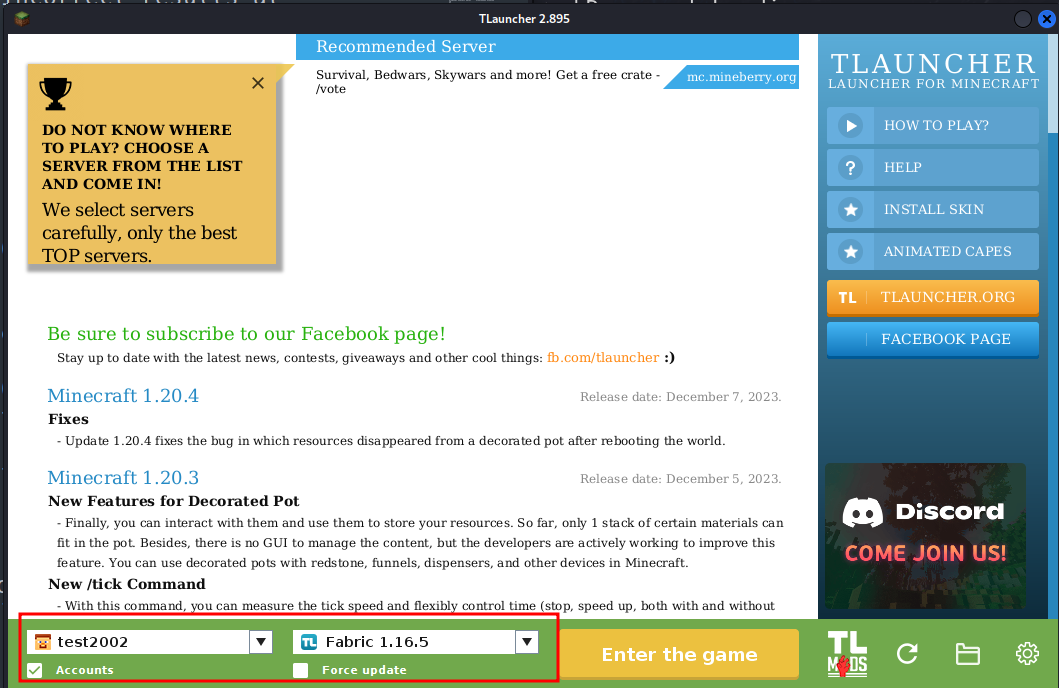 TLauncher 2.895
Recommended Server
Survival, Bedwars, Skywars and more! Get a free crate -
/vote
mc.mineberry.org
DO NOT KNOW WHERE
TO PLAY? CHOOSE A
SERVER FROM THE LIST
AND COME IN!
We select servers
carefully, only the best
TOP servers.
Be sure to subscribe to our Facebook page!
Stay up to date with the latest news, contests, giveaways and other cool things: fb.com/tlauncher :)
Minecraft 1.20.4
Release date: December 7, 2023.
Fixes
- Update 1.20.4 fixes the bug in which resources disappeared from a decorated pot after rebooting the world.
Minecraft 1.20.3
Release date: December 5, 2023.
New Features for Decorated Pot
- Finally, you can interact with them and use them to store your resources. So far, only 1 stack of certain materials can
fit in the pot. Besides, there is no GUI to manage the content, but the developers are actively working to improve this
feature. You can use decorated pots with redstone, funnels, dispensers, and other devices in Minecraft.
New /tick Command
- With this command, you can measure the tick speed and flexibly control time (stop, speed up, both with and without
TLAUNCHER
LAUNCHER FOR MINECRAFT
HOW TO PLAY?
? HELP
INSTALL SKIN
ANIMATED CAPES
TL TLAUNCHER.ORG
FACEBOOK PAGE
Discord
COME JOIN US!
test2002
TL Fabric 1.16.5
Accounts
Force update
Enter the game
TL
MODS